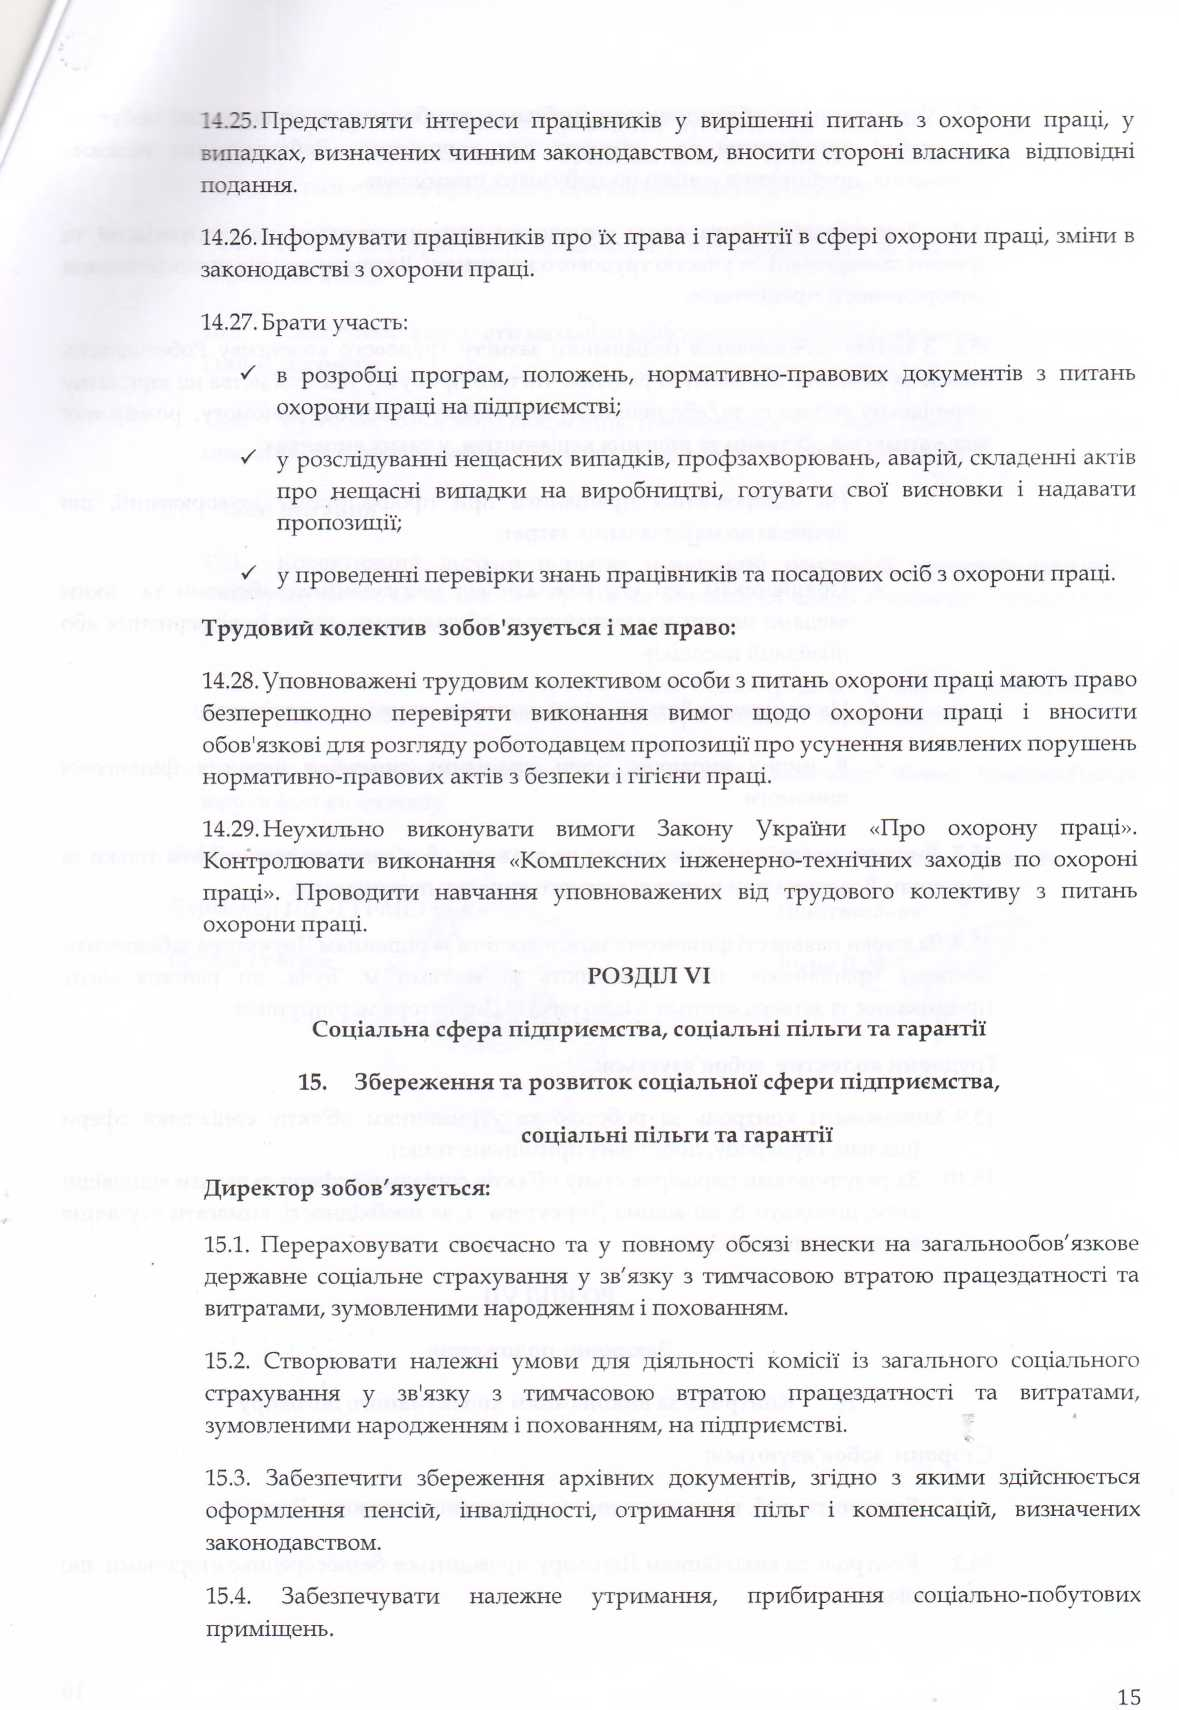 14.25. Представляти інтереси працівників у вирішенні питань з охорони праці, у
випадках, визначених чинним законодавством, вносити стороні власника відповідні
подання.
14.26. Інформувати працівників про їх права і гарантії в сфері охорони праці, зміни в
законодавстві з охорони праці.
14.27. Брати участь:
✓ в розробці програм, положень, нормативно-правових документів з питань
охорони праці на підприємстві;
✓ у розслідуванні нещасних випадків, профзахворювань, аварій, складенні актів
про нещасні випадки на виробництві, готувати свої висновки і надавати
пропозиції;
✓ у проведенні перевірки знань працівників та посадових осіб з охорони праці.
Трудовий колектив зобов'язується і має право:
14.28. Уповноважені трудовим колективом особи з питань охорони праці мають право
безперешкодно перевіряти виконання вимог щодо охорони праці і вносити
обов'язкові для розгляду роботодавцем пропозиції про усунення виявлених порушень
нормативно-правових актів з безпеки і гігієни праці.
14.29. Неухильно виконувати вимоги Закону України «Про охорону праці».
Контролювати виконання «Комплексних інженерно-технічних заходів по охороні
праці». Проводити навчання уповноважених від трудового колективу з питань
охорони праці.
РОЗДІЛ VI
Соціальна сфера підприємства, соціальні пільги та гарантії
15. Збереження та розвиток соціальної сфери підприємства,
соціальні пільги та гарантії
Директор зобов’язується:
15.1. Перераховувати своєчасно та у повному обсязі внески на загальнообов’язкове
державне соціальне страхування у зв’язку з тимчасовою втратою працездатності та
витратами, зумовленими народженням і похованням.
15.2. Створювати належні умови для діяльності комісії із загального соціального
страхування у зв'язку з тимчасовою втратою працездатності та витратами,
зумовленими народженням і похованням, на підприємстві.
15.3. Забезпечити збереження архівних документів, згідно з якими здійснюється
оформлення пенсій, інвалідності, отримання пільг і компенсацій, визначених
законодавством.
15.4. Забезпечувати належне утримання, прибирання соціально-побутових
приміщень.
15